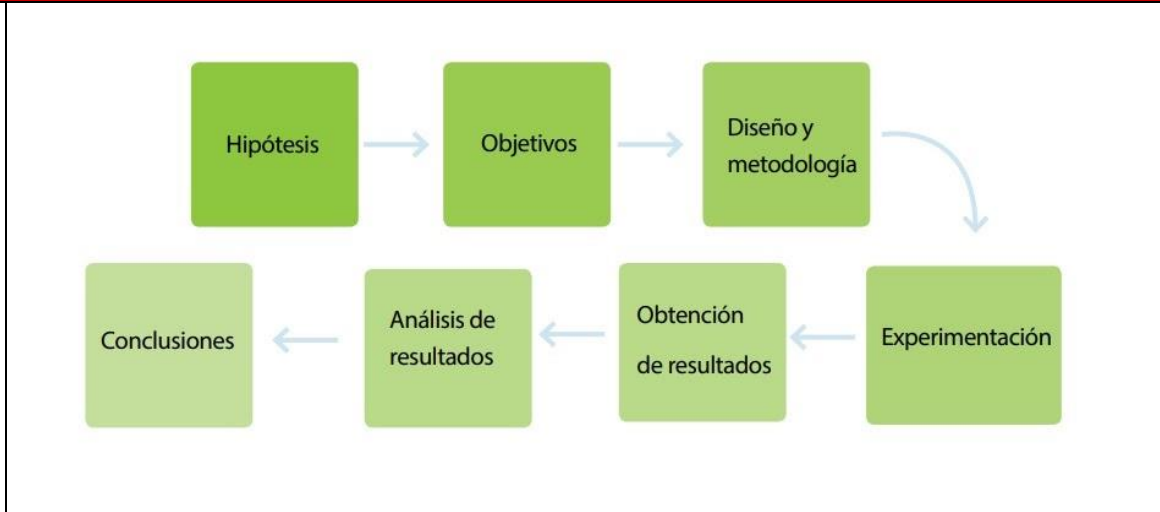 Hipótesis
Objetivos
Diseño y
metodología
Experimentación
Obtención
de resultados
Análisis de
resultados
Conclusiones